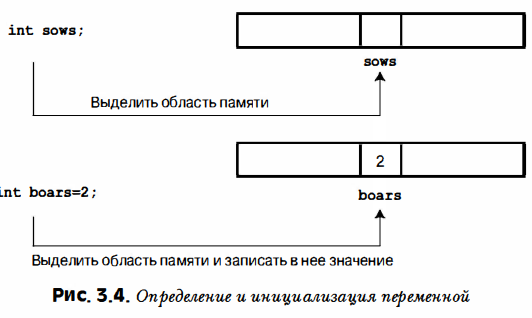 int sows;
sows
Выделить область памяти
2
int boars=2;
boars
Выделить область памяти и записать в нее значение
Рис. 3.4. Определение и инициализация переменной